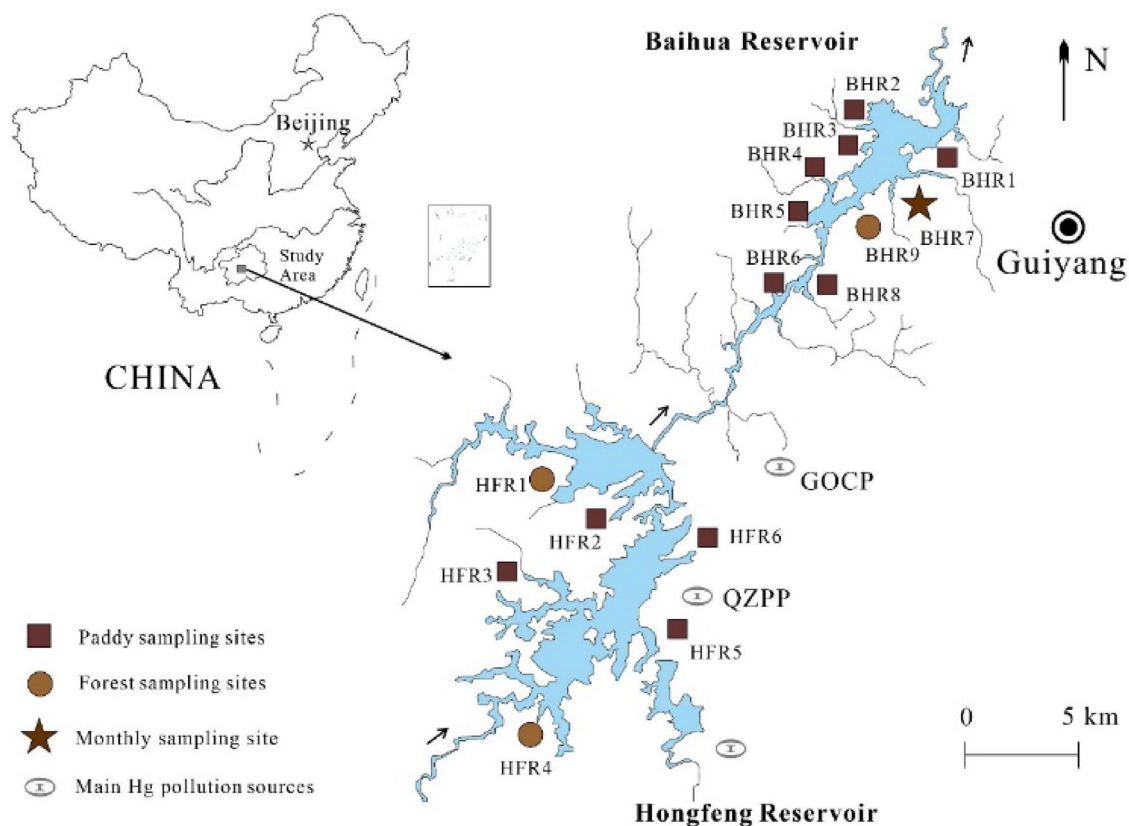 Baihua Reservoir
N
Beijing
BHR2
BHR3
BHR4
BHR1
BHR5
BHR7
BHR9
Guiyang
Study
Area
BHR6
BHR8
CHINA
GOCP
HFR1
HFR2
HFR6
HFR3
QZPP
HFR5
Paddy sampling sites
Forest sampling sites
Monthly sampling site
Main Hg pollution sources
0 5 km
HFR4
Hongfeng Reservoir